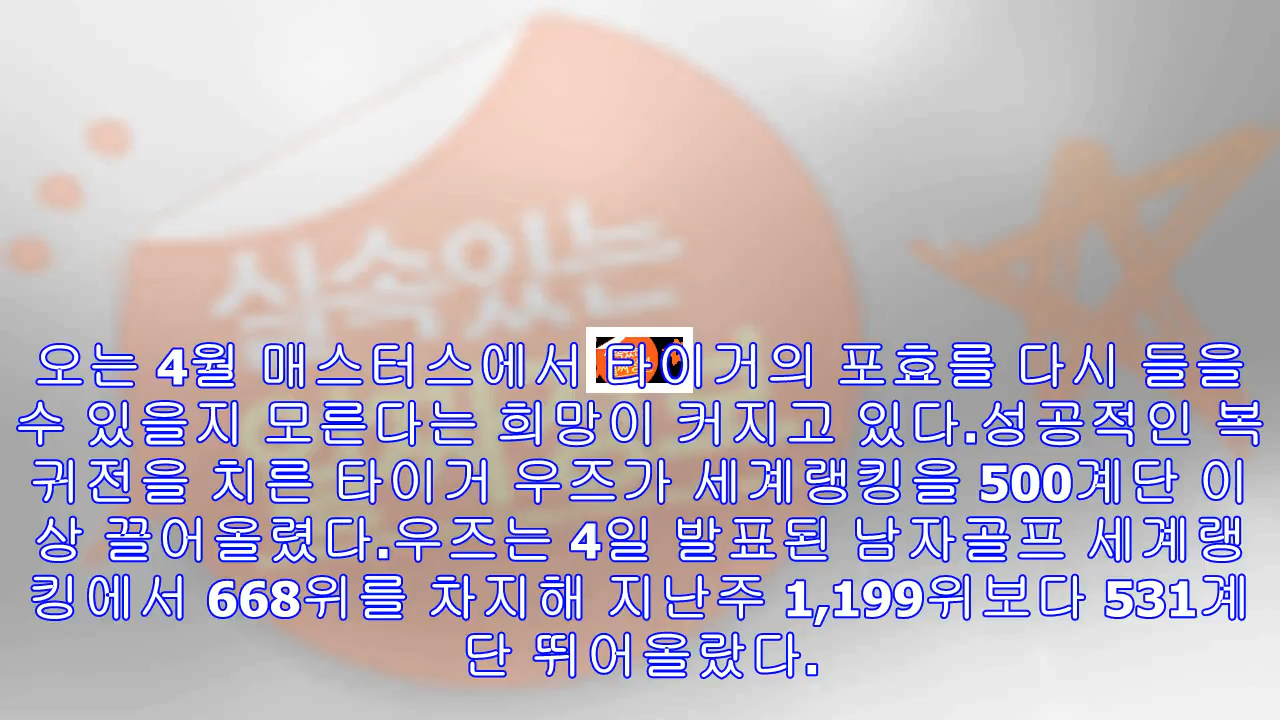 실속있는
오는 4월 매스터스에서 타이거의 포효를 다시 들을
수 있을지 모른다는 희망이 커지고 있다.성공적인 복
귀전을 치른 타이거 우즈가 세계랭킹을 500계단 이
상 끌어올렸다.우즈는 4일 발표된 남자골프 세계랭
킹에서 668위를 차지해 지난주 1,199위보다 531계
단 뛰어올랐다.